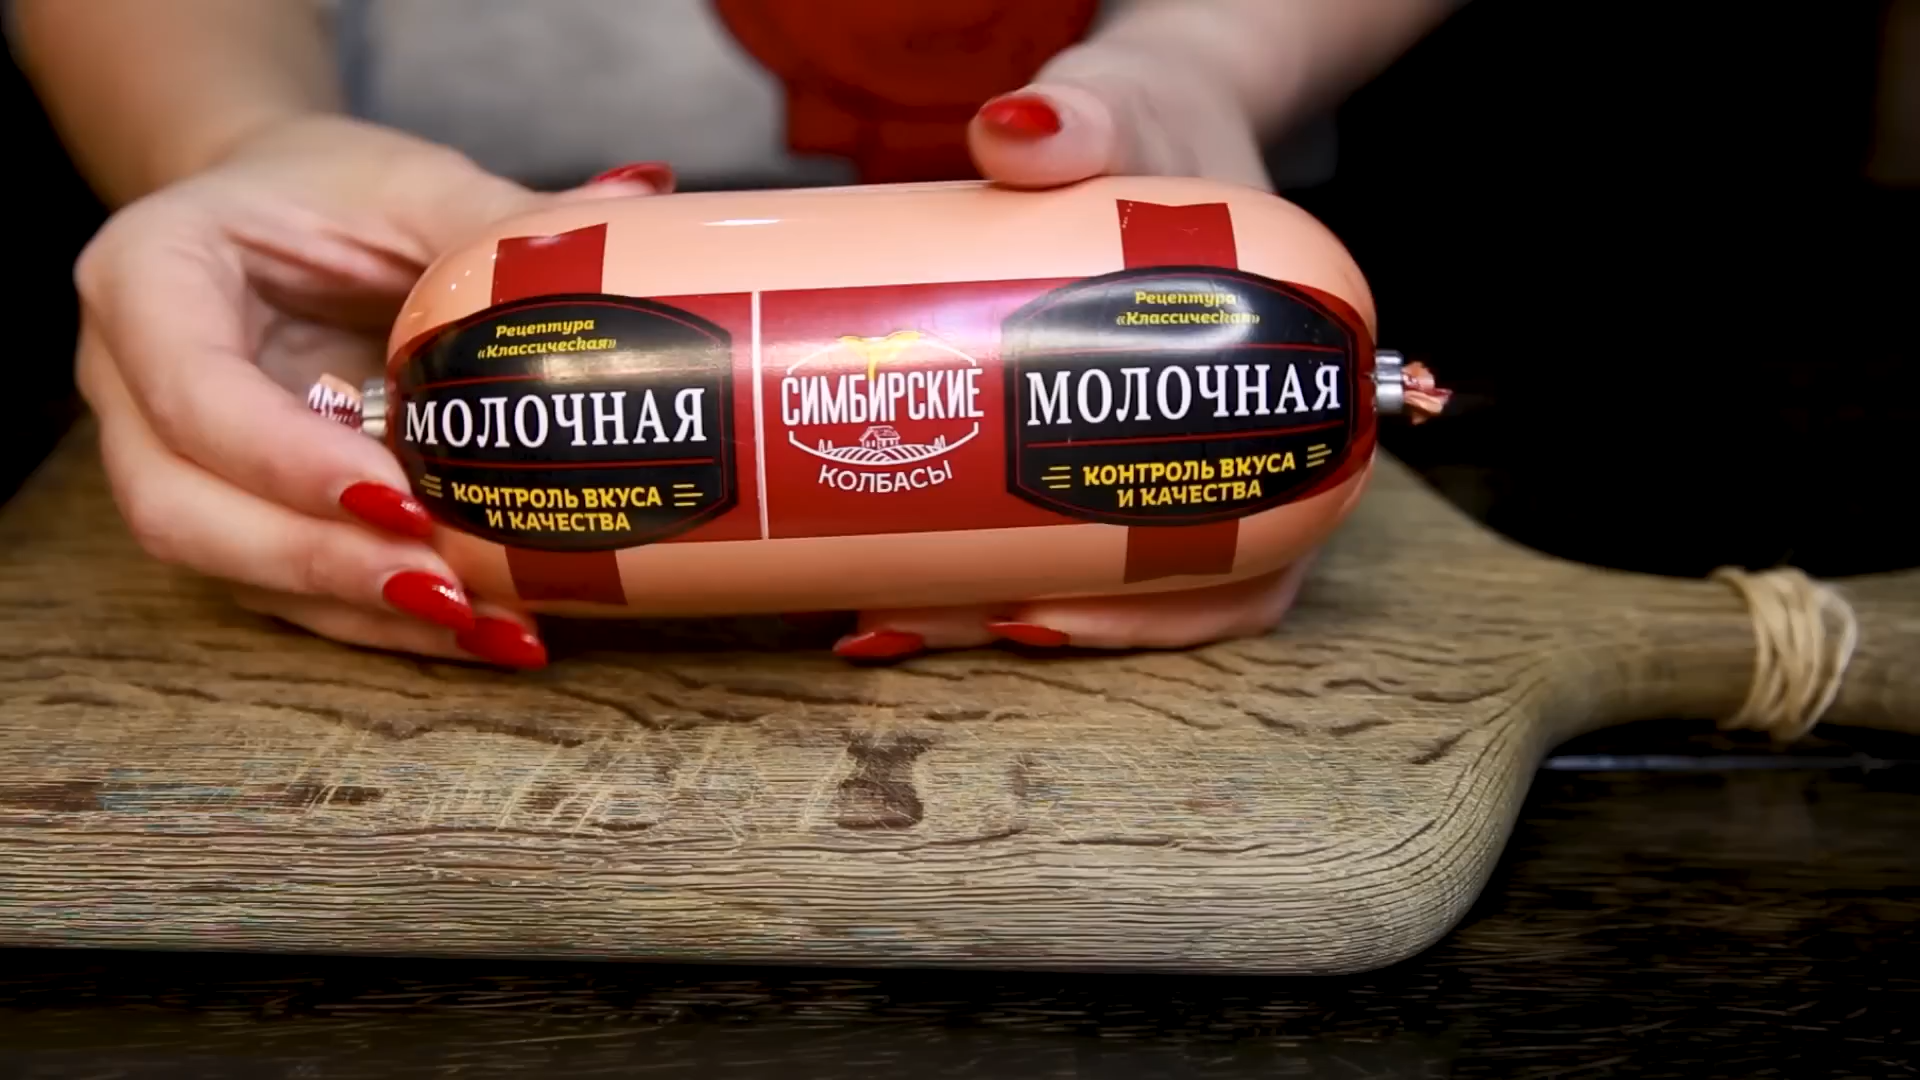 Рецептура
«Классическая»
МОЛОЧНАЯ
КОНТРОЛЬ ВКУСА
И КАЧЕСТВА
СИМБИРСКИЕ
КОЛБАСЫ
Рецептура
«Классическая»
МОЛОЧНАЯ
КОНТРОЛЬ ВКУСА
И КАЧЕСТВА